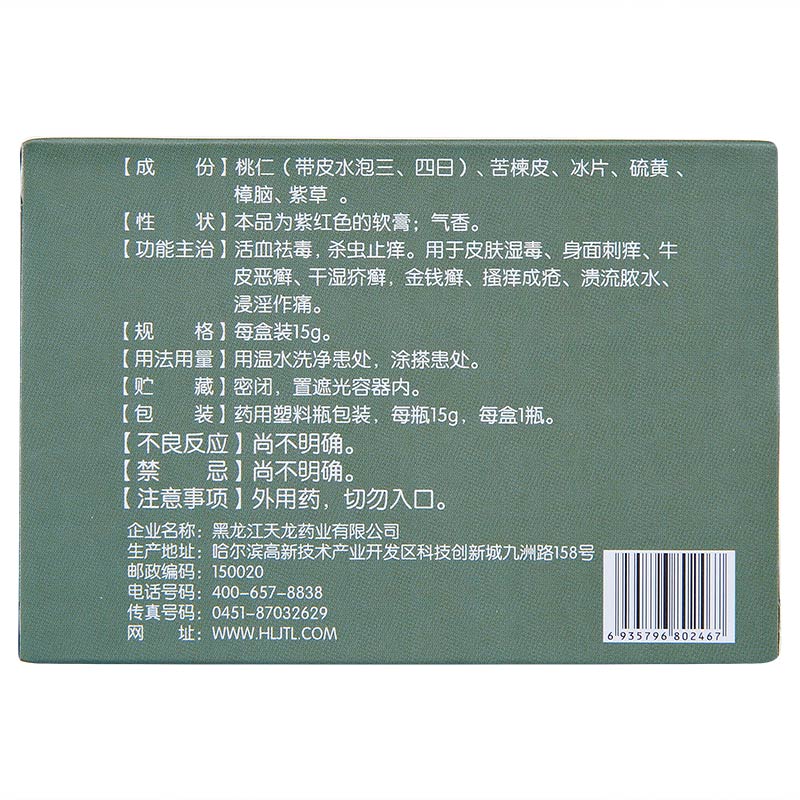 【成　份】桃仁（带皮水泡三、四日）、苦楝皮、冰片、硫黄、
樟脑、紫草 。
【性　状】本品为紫红色的软膏；气香。
【功能主治】活血祛毒，杀虫止痒。用于皮肤湿毒、身面刺痒、牛
皮恶癣、干湿疥癣，金钱癣、搔痒成疮、溃流脓水、
浸淫作痛。
【规　格】每盒装15g。
【用法用量】用温水洗净患处，涂搽患处。
【贮　藏】密闭，置遮光容器内。
【包　装】药用塑料瓶包装，每瓶15g，每盒1瓶。
【不良反应】尚不明确。
【禁　忌】尚不明确。
【注意事项】外用药，切勿入口。
企业名称：黑龙江天龙药业有限公司
生产地址：哈尔滨高新技术产业开发区科技创新城九洲路158号
邮政编码：150020
电话号码：400-657-8838
传真号码：0451-87032629
网　址：WWW.HLJTL.COM
6 935796 802467